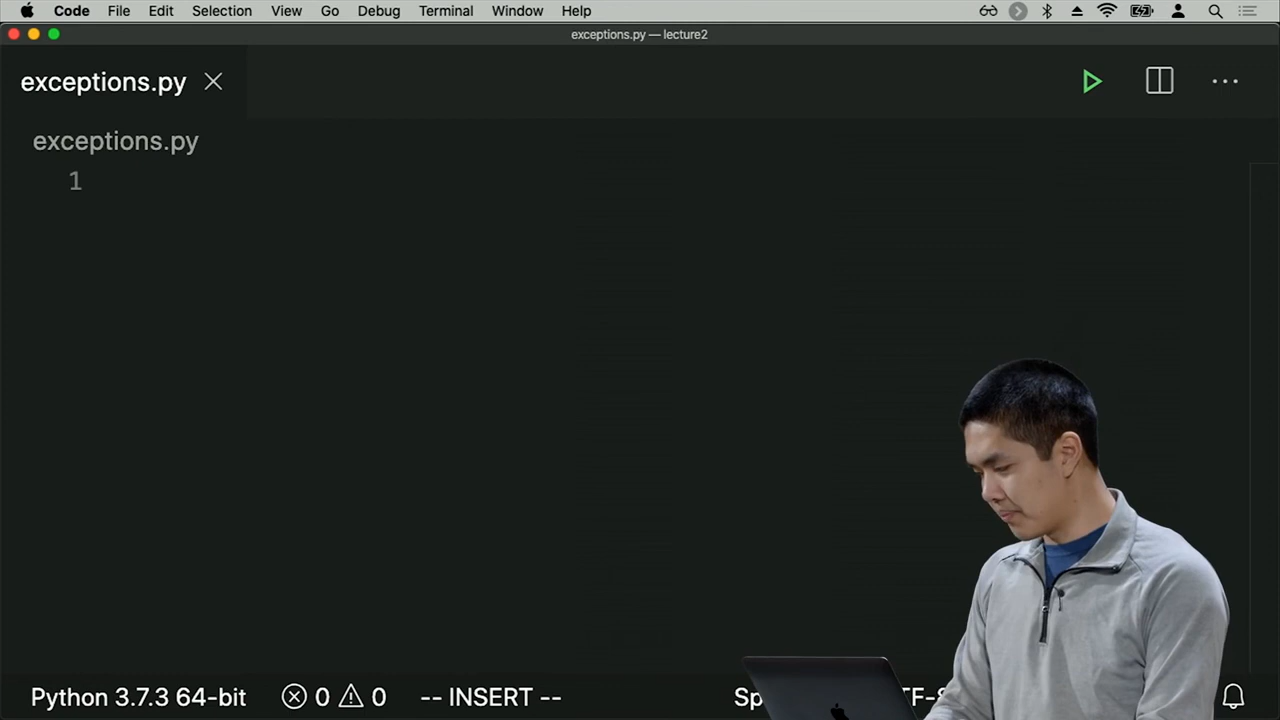 Code File Edit Selection View Go Debug Terminal Window Help
exceptions.py — lecture2
exceptions.py
exceptions.py
1
Python 3.7.3 64-bit 0 0 -- INSERT --